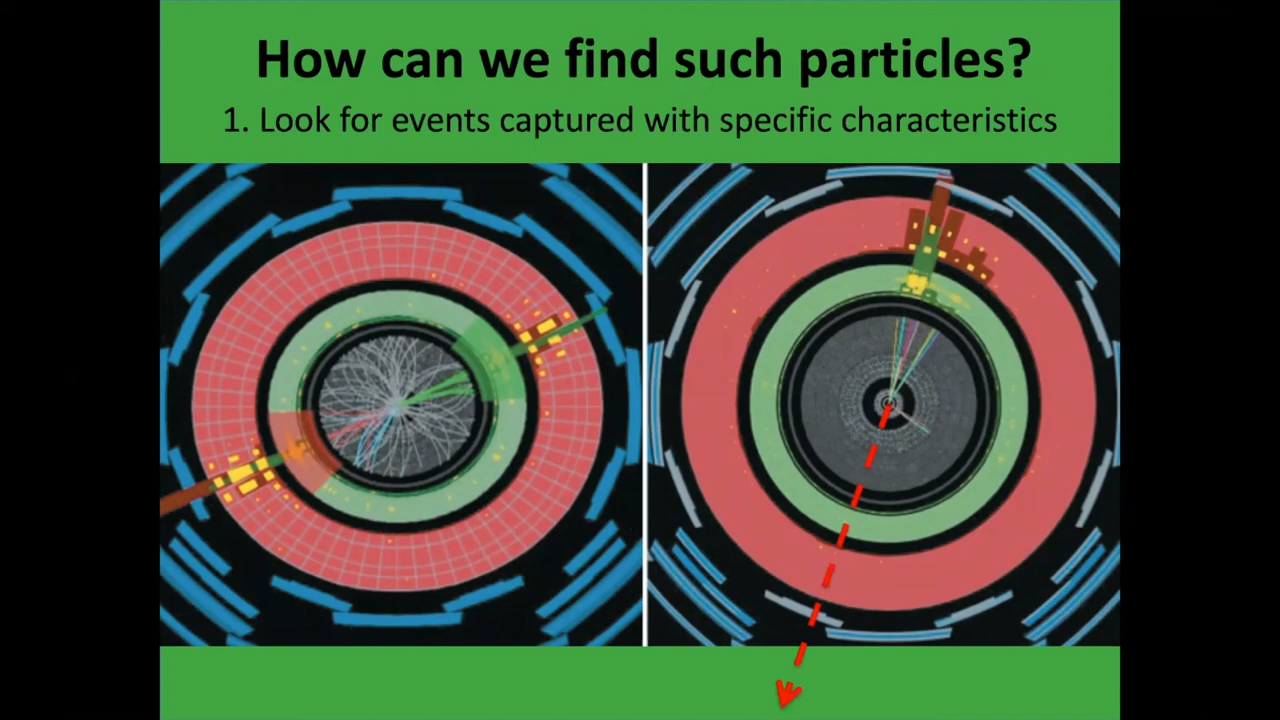 How can we find such particles?
1. Look for events captured with specific characteristics